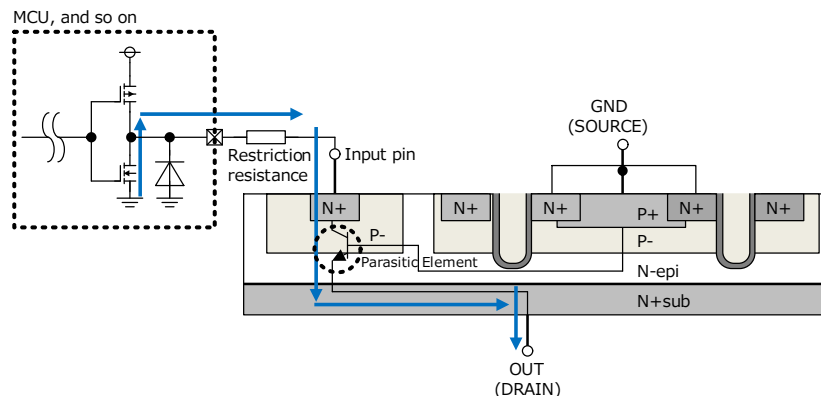 MCU, and so on
Restriction
resistance
Input pin
GND
(SOURCE)
N+
N+
N+
P+
N+
N+
P-
P-
Parasitic Element
N-epi
N+sub
OUT
(DRAIN)